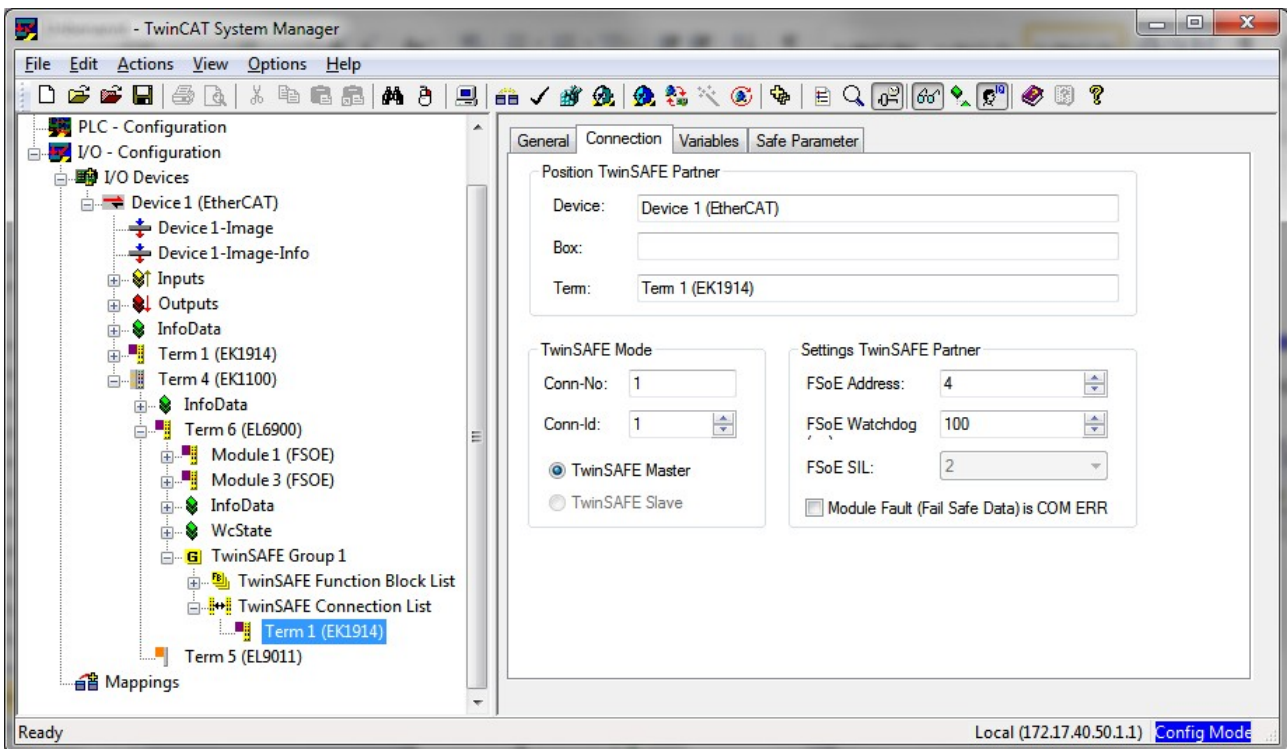 - TwinCAT System Manager
File Edit Actions View Options Help
PLC - Configuration
I/O - Configuration
I/O Devices
Device 1 (EtherCAT)
Device 1-Image
Device 1-Image-Info
Inputs
Outputs
InfoData
Term 1 (EK1914)
Term 4 (EK1100)
InfoData
Term 6 (EL6900)
Module 1 (FSOE)
Module 3 (FSOE)
InfoData
WcState
G TwinSAFE Group 1
TwinSAFE Function Block List
TwinSAFE Connection List
Term 1 (EK1914)
Term 5 (EL9011)
Mappings
General Connection Variables Safe Parameter
Position TwinSAFE Partner
Device: Device 1 (EtherCAT)
Box:
Term: Term 1 (EK1914)
TwinSAFE Mode
Conn-No: 1
Conn-Id: 1
TwinSAFE Master
TwinSAFE Slave
Settings TwinSAFE Partner
FSoE Address: 4
FSoE Watchdog 100
FSoE SIL: 2
Module Fault (Fail Safe Data) is COM ERR
Ready Local (172.17.40.50.1.1) Config Mode